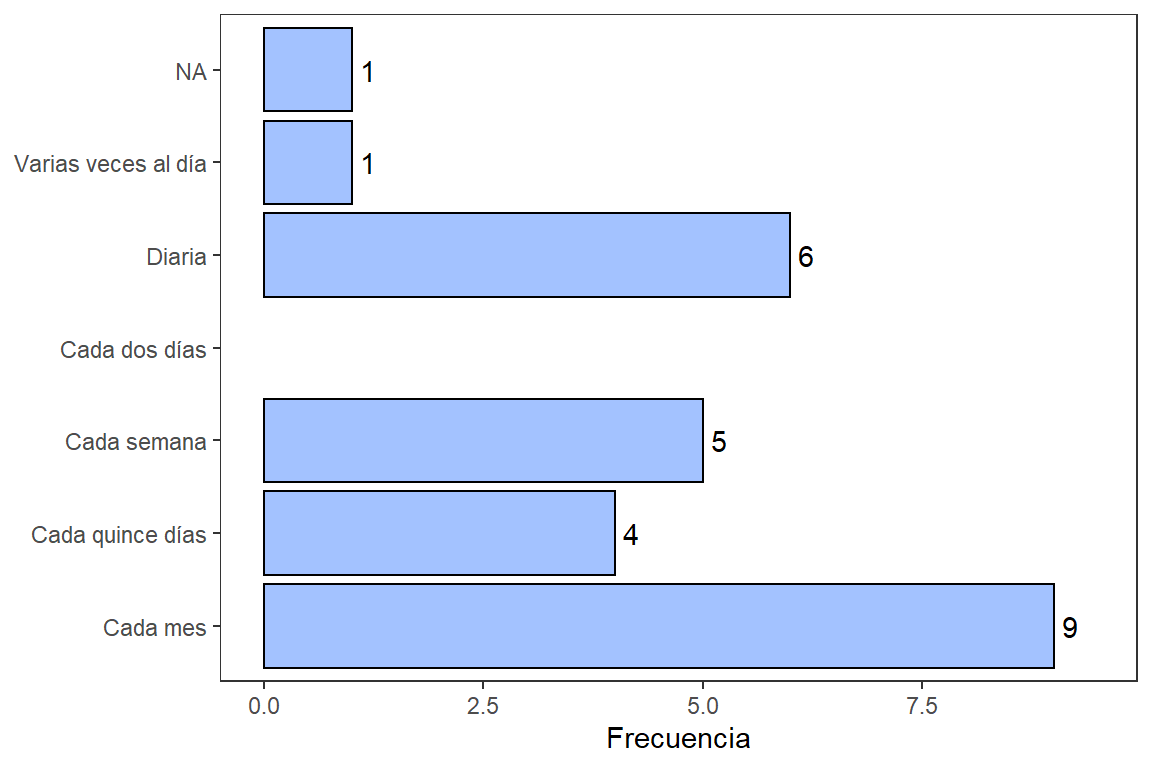 NA
1
Varias veces al día
1
Diaria
6
Cada dos días
Cada semana
5
Cada quince días
4
Cada mes
9
0.0
2.5
5.0
7.5
Frecuencia